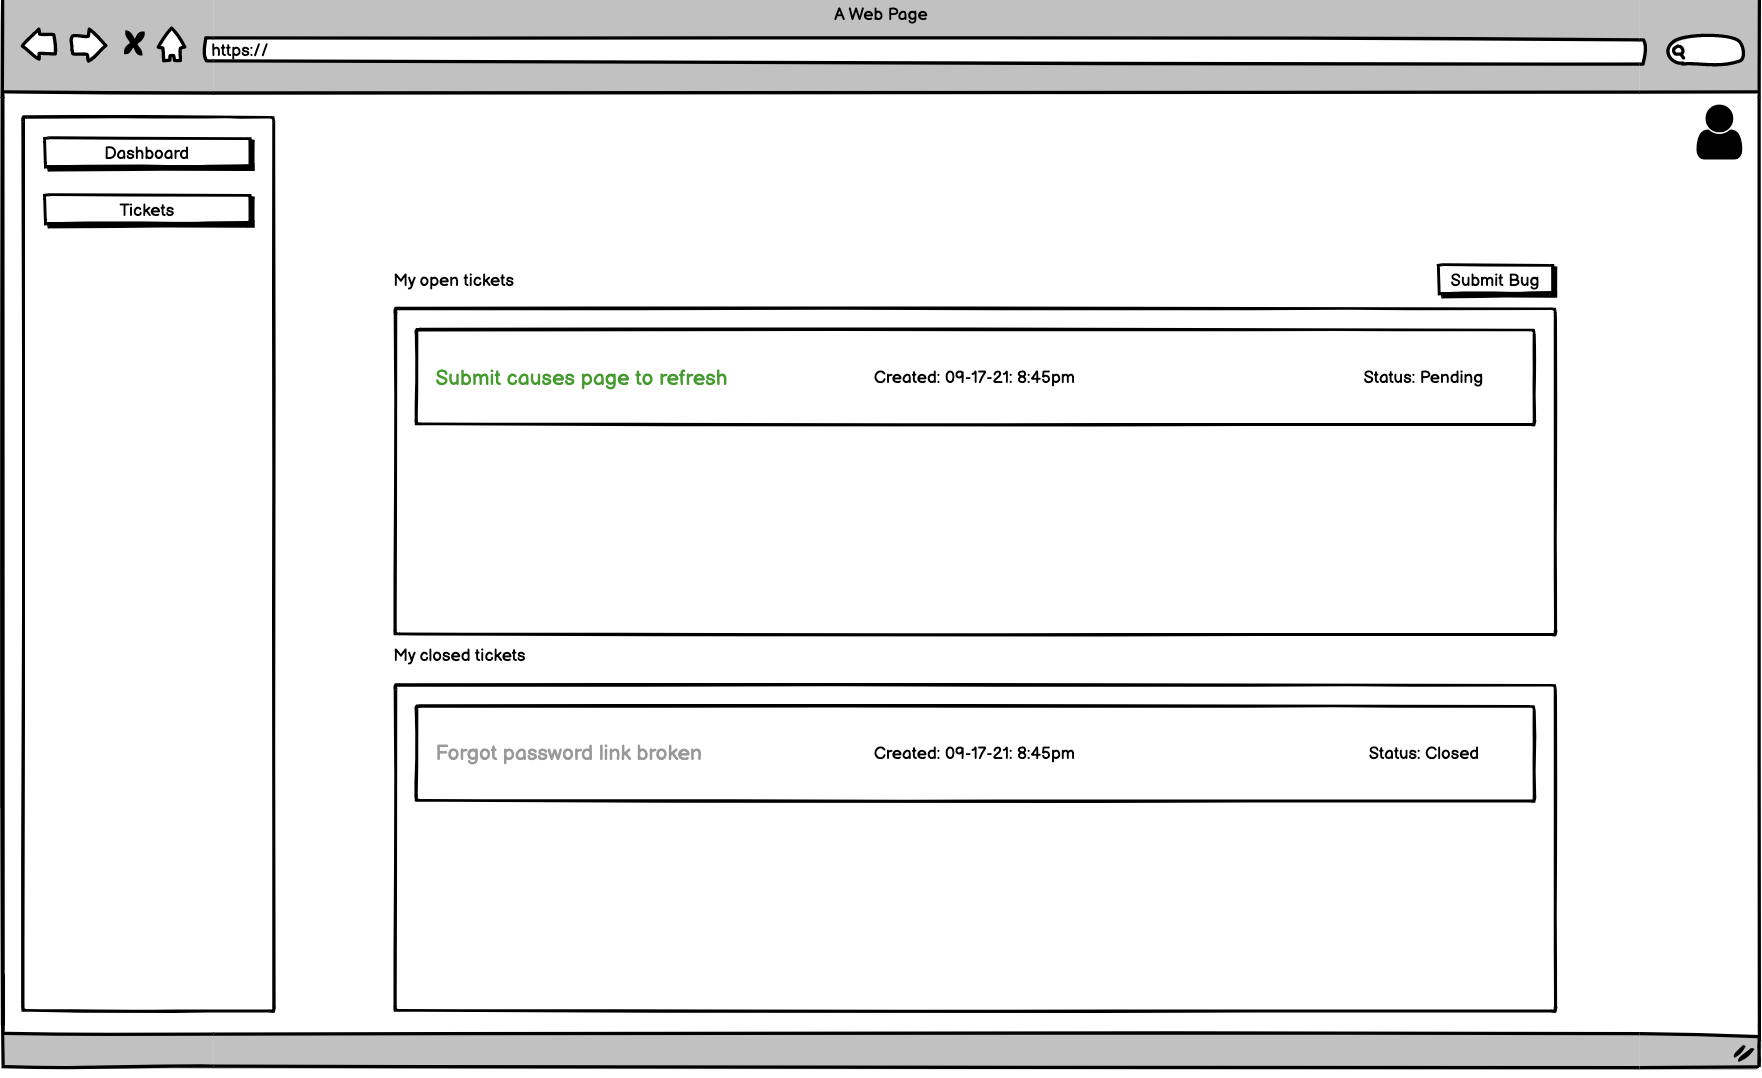 A Web Page
https://
Dashboard
Tickets
My open tickets
Submit Bug
Submit causes page to refresh
Created: 09-17-21: 8:45pm
Status: Pending
My closed tickets
Forgot password link broken
Created: 09-17-21: 8:45pm
Status: Closed